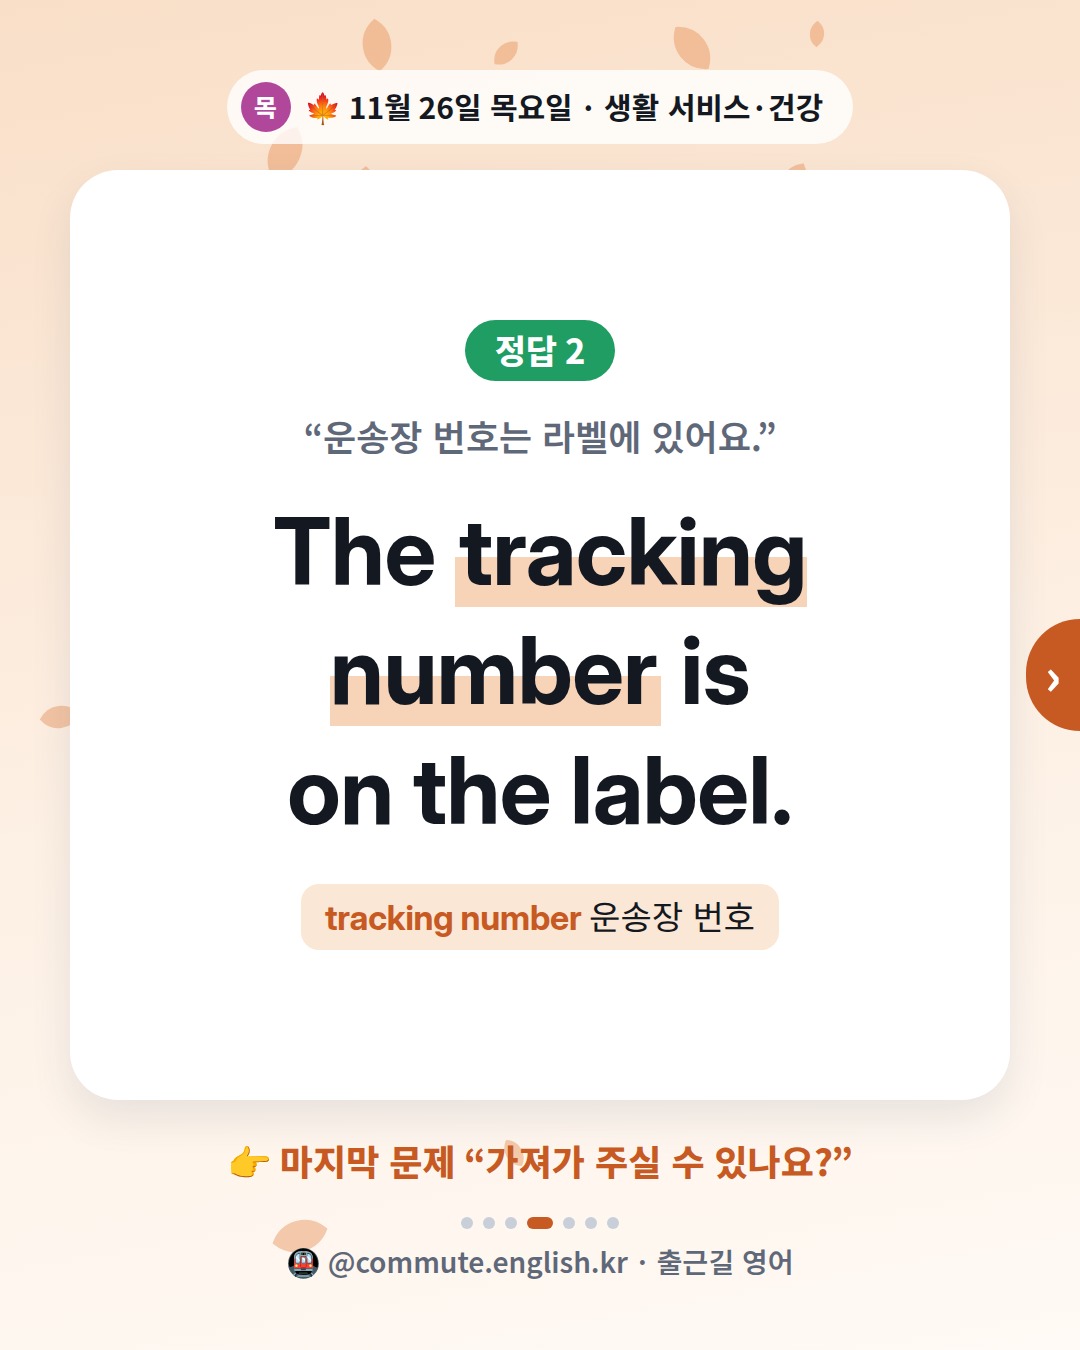 목 🍁 11월 26일 목요일 · 생활 서비스·건강
정답 2
“운송장 번호는 라벨에 있어요.”
The tracking
number is
on the label.
tracking number 운송장 번호
👉 마지막 문제 “가져가 주실 수 있나요?”
›
🚇 @commute.english.kr · 출근길 영어